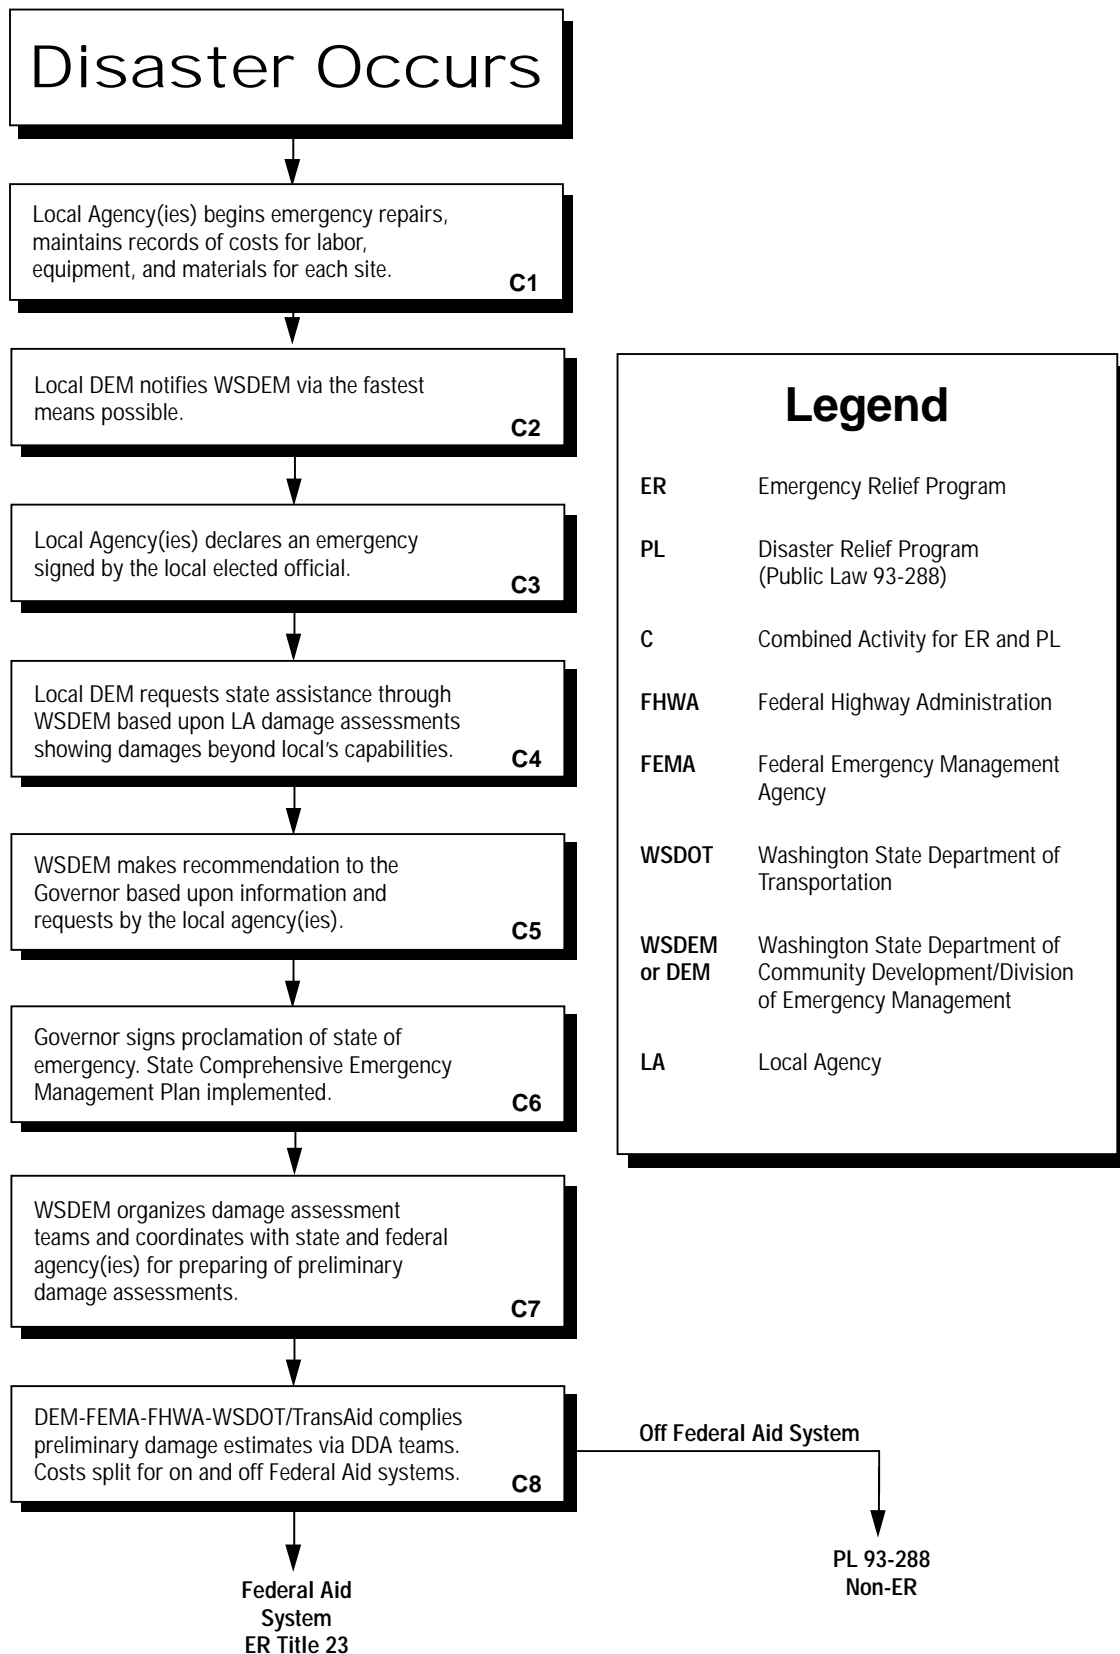 Disaster Occurs
Local Agency(ies) begins emergency repairs,
maintains records of costs for labor,
equipment, and materials for each site.
C1
Local DEM notifies WSDEM via the fastest
means possible.
C2
Local Agency(ies) declares an emergency
signed by the local elected official.
C3
Local DEM requests state assistance through
WSDEM based upon LA damage assessments
showing damages beyond local's capabilities.
C4
WSDEM makes recommendation to the
Governor based upon information and
requests by the local agency(ies).
C5
Governor signs proclamation of state of
emergency. State Comprehensive Emergency
Management Plan implemented.
C6
WSDEM organizes damage assessment
teams and coordinates with state and federal
agency(ies) for preparing of preliminary
damage assessments.
C7
DEM-FEMA-FHWA-WSDOT/TransAid complies
preliminary damage estimates via DDA teams.
Costs split for on and off Federal Aid systems.
C8
Off Federal Aid System
PL 93-288
Non-ER
Federal Aid
System
ER Title 23
Legend
ER Emergency Relief Program
PL Disaster Relief Program
(Public Law 93-288)
C Combined Activity for ER and PL
FHWA Federal Highway Administration
FEMA Federal Emergency Management
Agency
WSDOT Washington State Department of
Transportation
WSDEM Washington State Department of
or DEM Community Development/Division
of Emergency Management
LA Local Agency